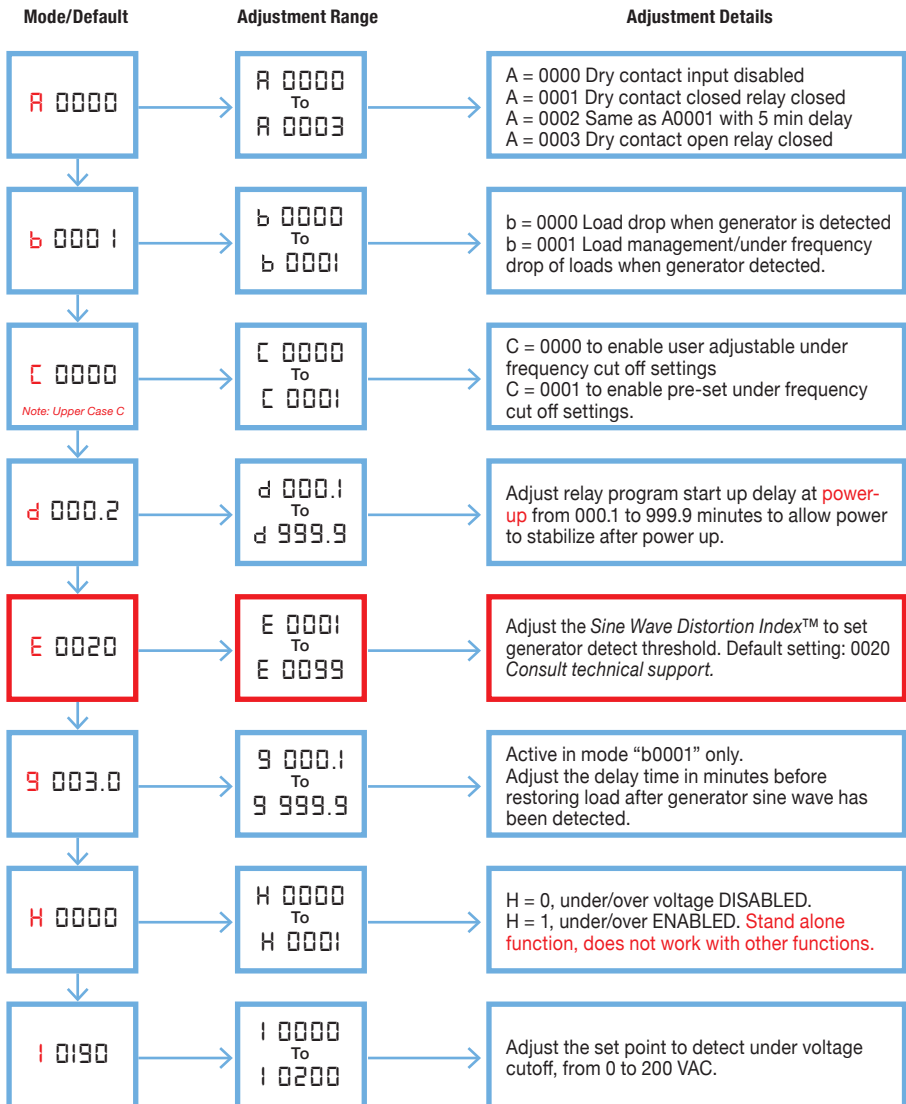 Mode/Default
Adjustment Range
Adjustment Details
A 0000
A 0000
To
A 0003
A = 0000 Dry contact input disabled
A = 0001 Dry contact closed relay closed
A = 0002 Same as A0001 with 5 min delay
A = 0003 Dry contact open relay closed
b 0001
b 0000
To
b 0001
b = 0000 Load drop when generator is detected
b = 0001 Load management/under frequency
drop of loads when generator detected.
C 0000
Note: Upper Case C
C 0000
To
C 0001
C = 0000 to enable user adjustable under
frequency cut off settings
C = 0001 to enable pre-set under frequency
cut off settings.
d 000.2
d 000.1
To
d 999.9
Adjust relay program start up delay at power-
up from 000.1 to 999.9 minutes to allow power
to stabilize after power up.
E 0020
E 0001
To
E 0099
Adjust the Sine Wave Distortion Index™ to set
generator detect threshold. Default setting: 0020
Consult technical support.
g 003.0
g 000.1
To
g 999.9
Active in mode “b0001” only.
Adjust the delay time in minutes before
restoring load after generator sine wave has
been detected.
H 0000
H 0000
To
H 0001
H = 0, under/over voltage DISABLED.
H = 1, under/over ENABLED. Stand alone
function, does not work with other functions.
I 0190
I 0000
To
I 0200
Adjust the set point to detect under voltage
cutoff, from 0 to 200 VAC.